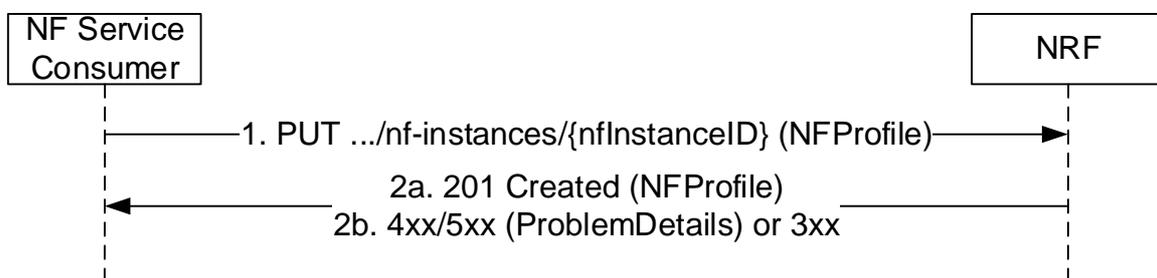 NF Service
Consumer
NRF
1. PUT .../nf-instances/{nfInstanceID} (NFProfile)
2a. 201 Created (NFProfile)
2b. 4xx/5xx (ProblemDetails) or 3xx